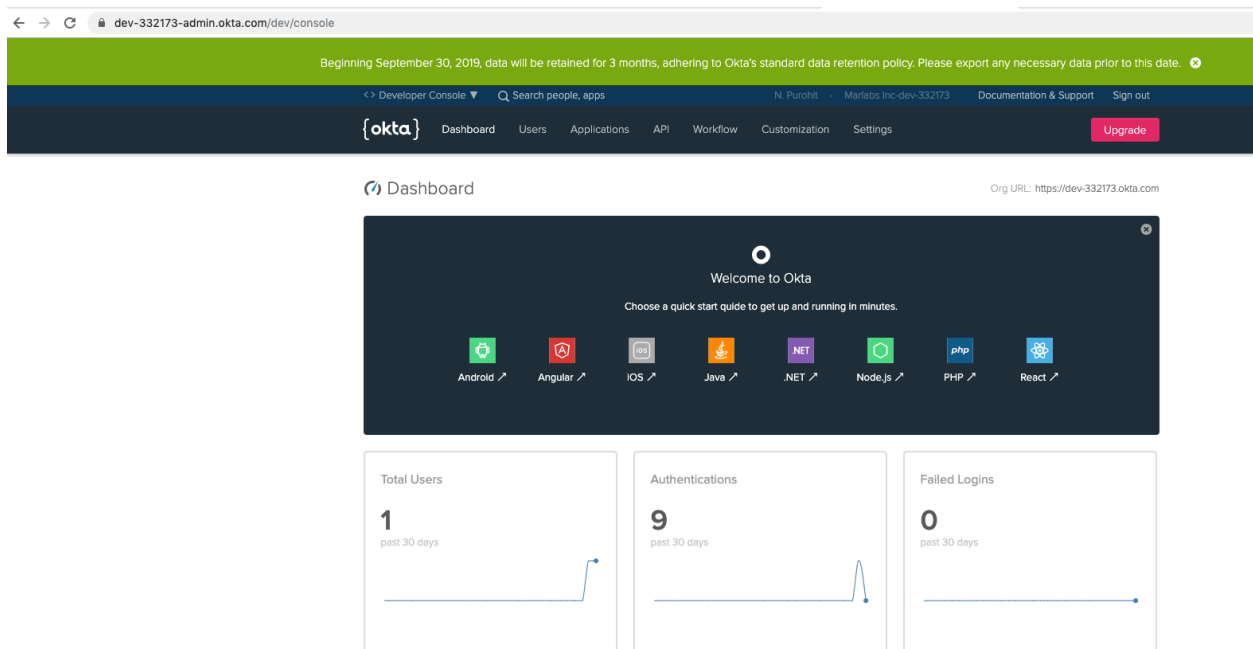 dev-332173-admin.okta.com/dev/console
Beginning September 30, 2019, data will be retained for 3 months, adhering to Okta's standard data retention policy. Please export any necessary data prior to this date.
<> Developer Console ▼ Search people, apps N. Purohit · Marlabs Inc-dev-332173 Documentation & Support Sign out
{okta} Dashboard Users Applications API Workflow Customization Settings Upgrade
Dashboard Org URL: https://dev-332173.okta.com
Welcome to Okta
Choose a quick start guide to get up and running in minutes.
iOS .NET php
Android ↗ Angular ↗ iOS ↗ Java ↗ .NET ↗ Node.js ↗ PHP ↗ React ↗
Total Users Authentications Failed Logins
1 9 0
past 30 days past 30 days past 30 days